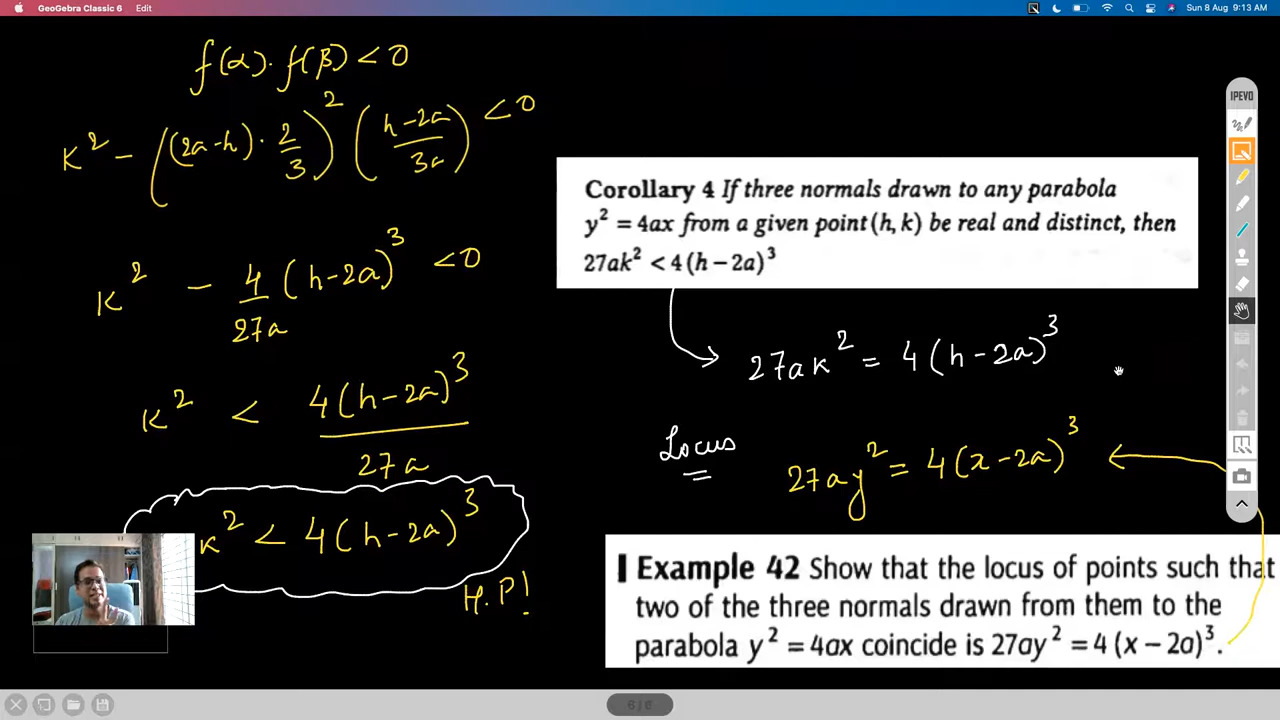 GeoGebra Classic 6 Edit
Sun 8 Aug 9:13 AM
f(α)· f(β) < 0
K² - ((2a-h)· 2/3)² (h-2a/3a) < 0
K² - 4/27a (h-2a)³ < 0
K² < 4(h-2a)³/27a
K² < 4(h-2a)³
H.P!
IPEVO
Corollary 4 If three normals drawn to any parabola
y² = 4ax from a given point (h, k) be real and distinct, then
27ak² < 4(h-2a)³
27aK² = 4(h-2a)³
Locus
27ay² = 4(x-2a)³
Example 42 Show that the locus of points such that
two of the three normals drawn from them to the
parabola y² = 4ax coincide is 27ay² = 4(x - 2a)³.
6 / 6